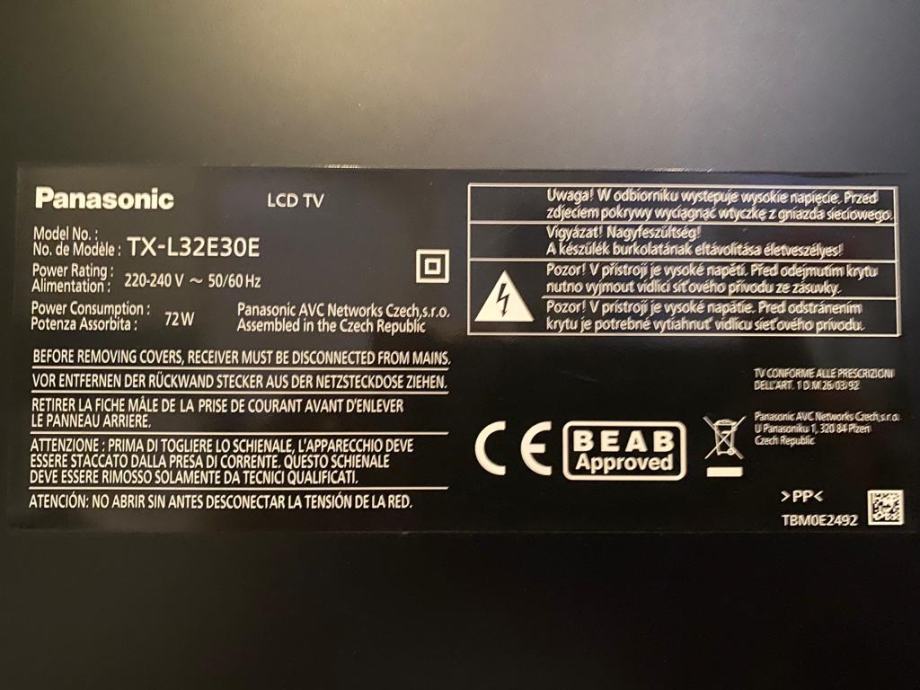 Panasonic LCD TV
Model No. :
No. de Modèle : TX-L32E30E
Power Rating :
Alimentation : 220-240 V ~ 50/60 Hz
Power Consumption :
Potenza Assorbita : 72 W
Panasonic AVC Networks Czech,s.r.o.
Assembled in the Czech Republic
BEFORE REMOVING COVERS, RECEIVER MUST BE DISCONNECTED FROM MAINS.
VOR ENTFERNEN DER RÜCKWAND STECKER AUS DER NETZSTECKDOSE ZIEHEN.
RETIRER LA FICHE MÂLE DE LA PRISE DE COURANT AVANT D'ENLEVER
LE PANNEAU ARRIERE.
ATTENZIONE : PRIMA DI TOGLIERE LO SCHIENALE, L'APPARECCHIO DEVE
ESSERE STACCATO DALLA PRESA DI CORRENTE. QUESTO SCHIENALE
DEVE ESSERE RIMOSSO SOLAMENTE DA TECNICI QUALIFICATI.
ATENCIÓN: NO ABRIR SIN ANTES DESCONECTAR LA TENSIÓN DE LA RED.
Uwaga! W odbiorniku wystepuje wysokie napięcie. Przed
zdjeciem pokrywy wyciągnąć wtyczkę z gniazda sieciowego.
Vigyázat! Nagyfeszültség!
A készülék burkolatának eltávolítása életveszélyes!
Pozor! V přístroji je vysoké napětí. Před odejmutím krytu
nutno vyjmout vidlici síťového přívodu ze zásuvky.
Pozor! V prístroji je vysoké napätie. Pred odstránením
krytu je potrebné vytiahnuť vidlicu sieťového prívodu.
TV CONFORME ALLE PRESCRIZIONI
DELL'ART. 1 D.M 26/03/92
CE
BEAB
Approved
Panasonic AVC Networks Czech,s.r.o.
U Panasoniku 1, 320 84 Plzen
Czech Republic
>PP<
TBM0E2492